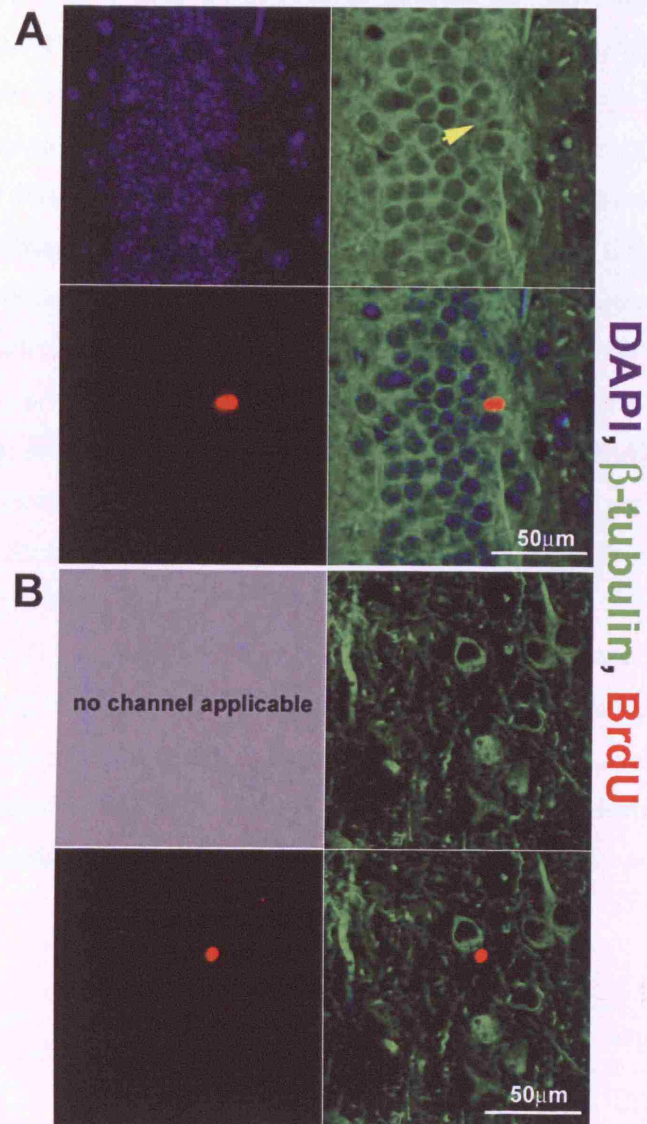 A
50μm
B
no channel applicable
50μm
DAPI, β-tubulin, BrdU